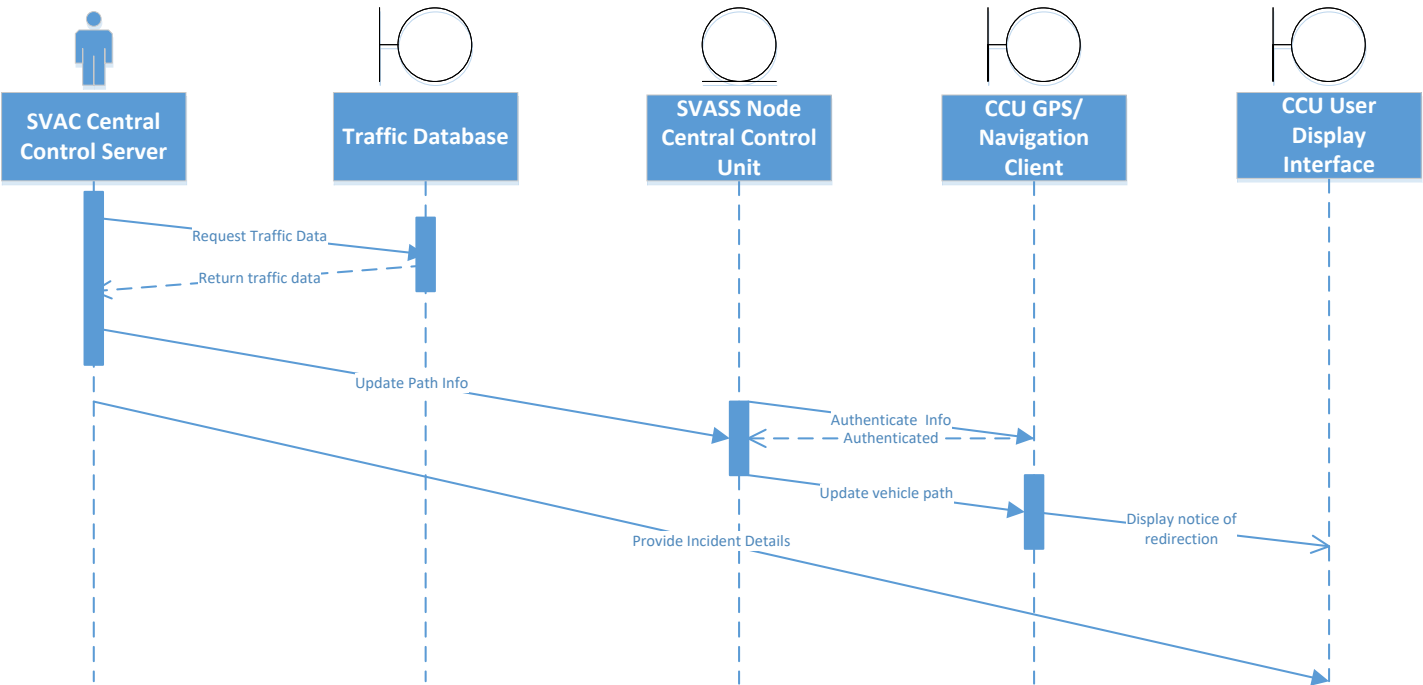 SVAC Central
Control Server
Traffic Database
SVASS Node
Central Control
Unit
CCU GPS/
Navigation
Client
CCU User
Display
Interface
Request Traffic Data
Return traffic data
Update Path Info
Authenticate  Info
Authenticated
Update vehicle path
Display notice of
redirection
Provide Incident Details